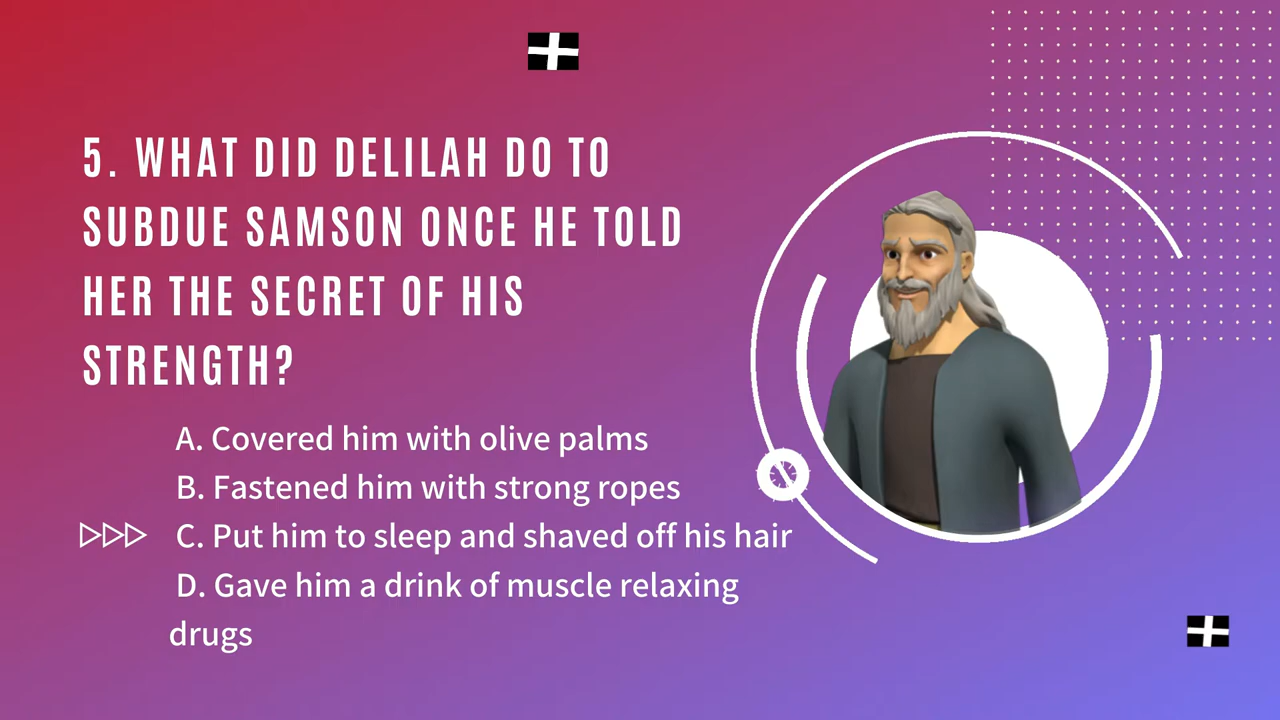 5. WHAT DID DELILAH DO TO
SUBDUE SAMSON ONCE HE TOLD
HER THE SECRET OF HIS
STRENGTH?
A. Covered him with olive palms
B. Fastened him with strong ropes
C. Put him to sleep and shaved off his hair
D. Gave him a drink of muscle relaxing
drugs